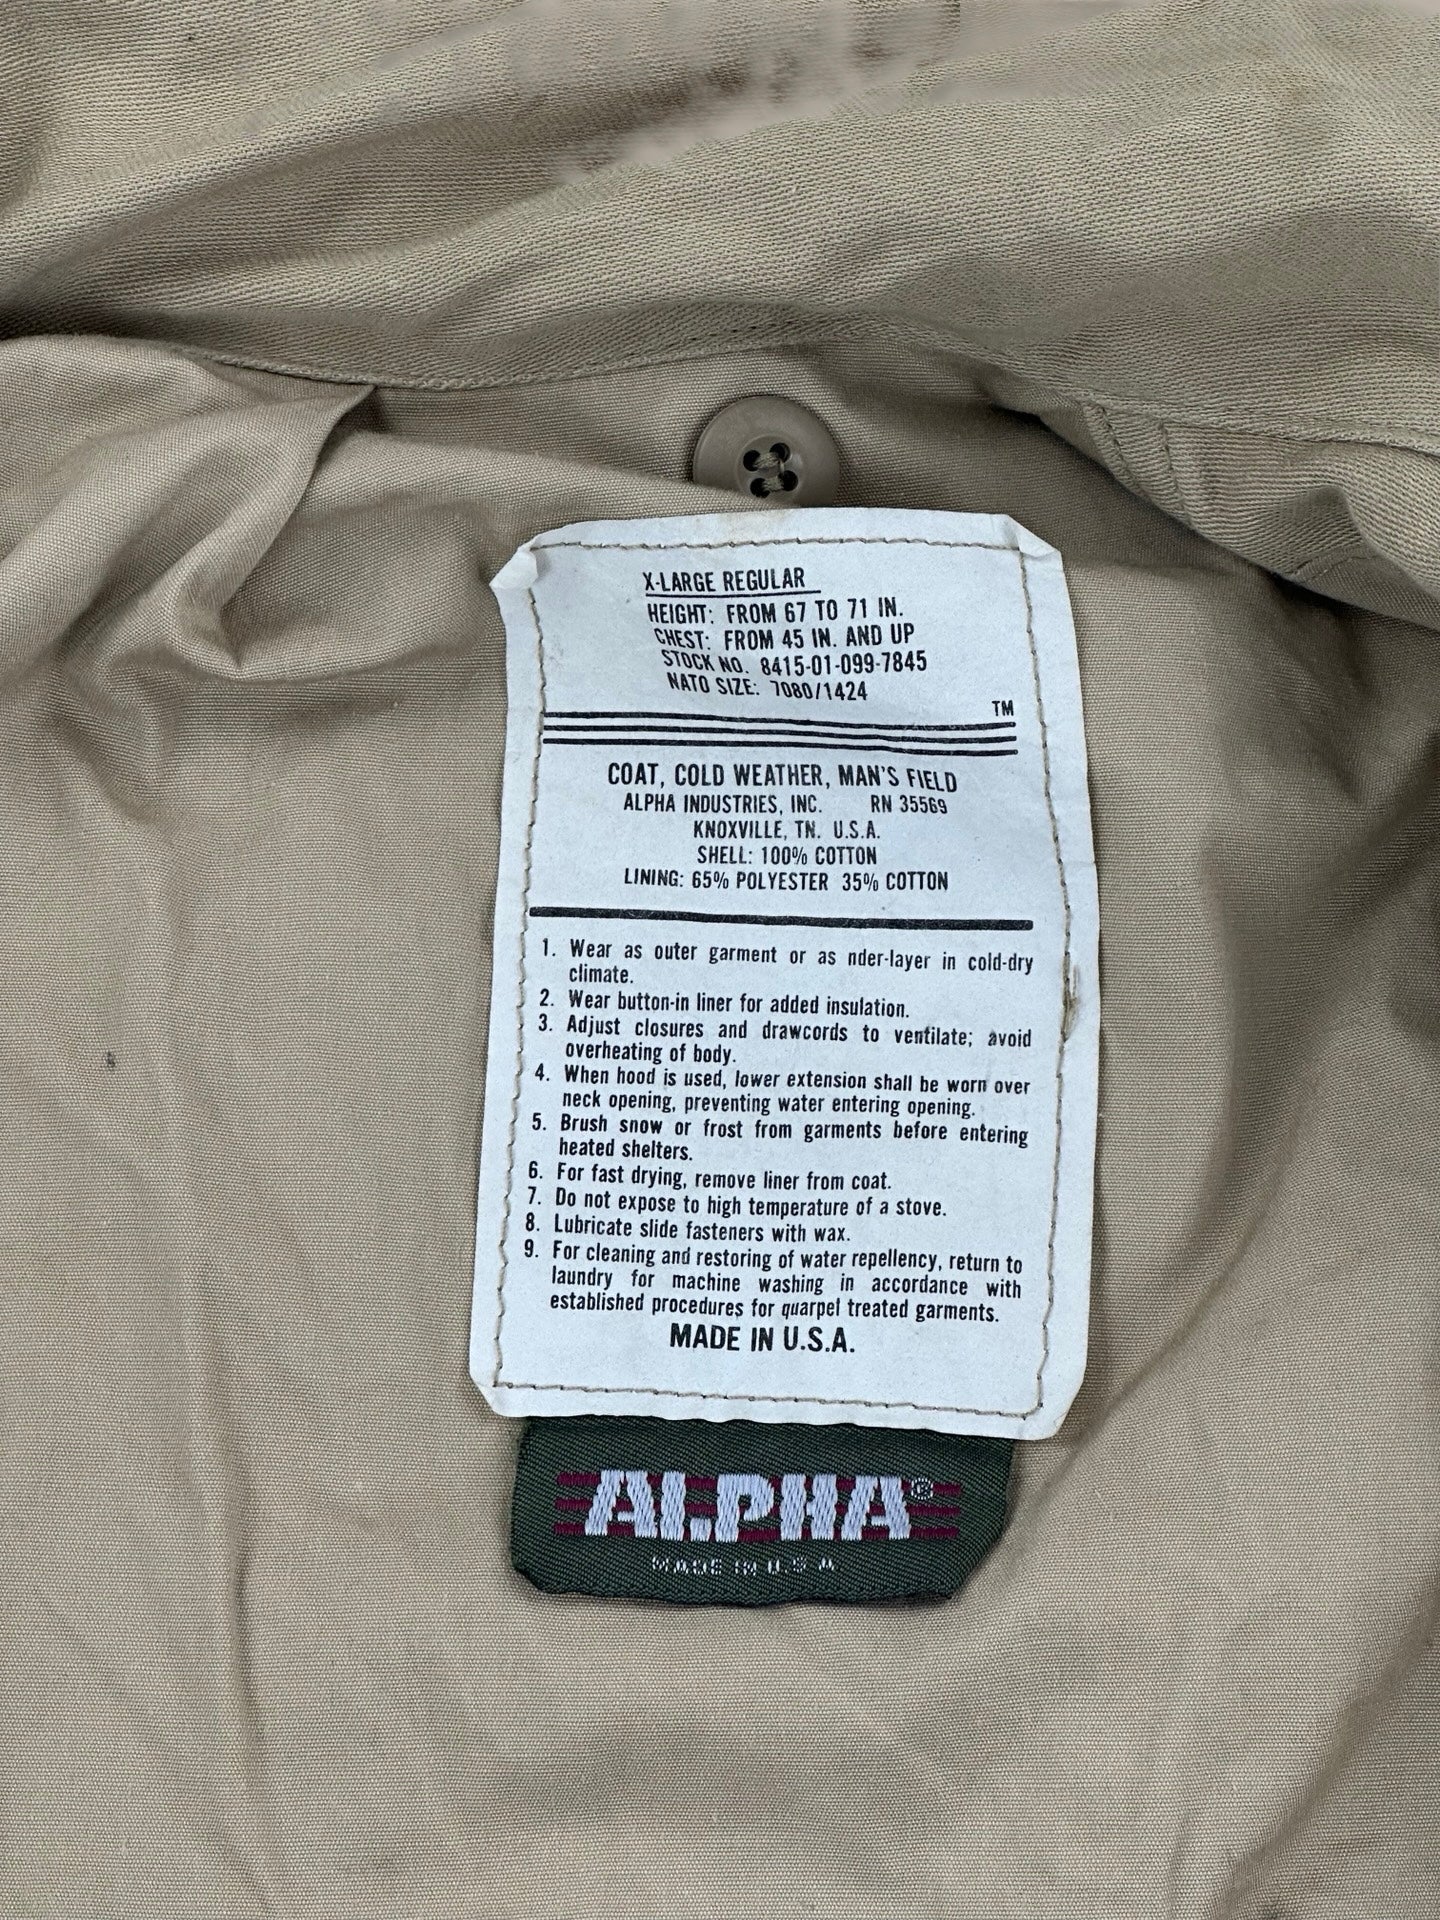 X-LARGE REGULAR
HEIGHT: FROM 67 TO 71 IN.
CHEST: FROM 45 IN. AND UP
STOCK NO. 8415-01-099-7845
NATO SIZE: 7080/1424
TM
COAT, COLD WEATHER, MAN'S FIELD
ALPHA INDUSTRIES, INC. RN 35569
KNOXVILLE, TN. U.S.A.
SHELL: 100% COTTON
LINING: 65% POLYESTER 35% COTTON
1. Wear as outer garment or as nder-layer in cold-dry
climate.
2. Wear button-in liner for added insulation.
3. Adjust closures and drawcords to ventilate; avoid
overheating of body.
4. When hood is used, lower extension shall be worn over
neck opening, preventing water entering opening.
5. Brush snow or frost from garments before entering
heated shelters.
6. For fast drying, remove liner from coat.
7. Do not expose to high temperature of a stove.
8. Lubricate slide fasteners with wax.
9. For cleaning and restoring of water repellency, return to
laundry for machine washing in accordance with
established procedures for quarpel treated garments.
MADE IN U.S.A.
ALPHA®
MADE IN U.S.A